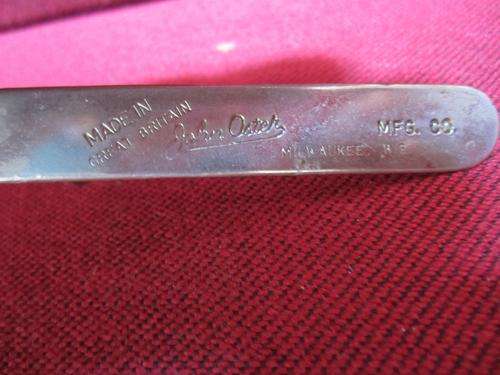 MADE IN
GREAT BRITAIN
John Oster MFG. CO.
MILWAUKEE